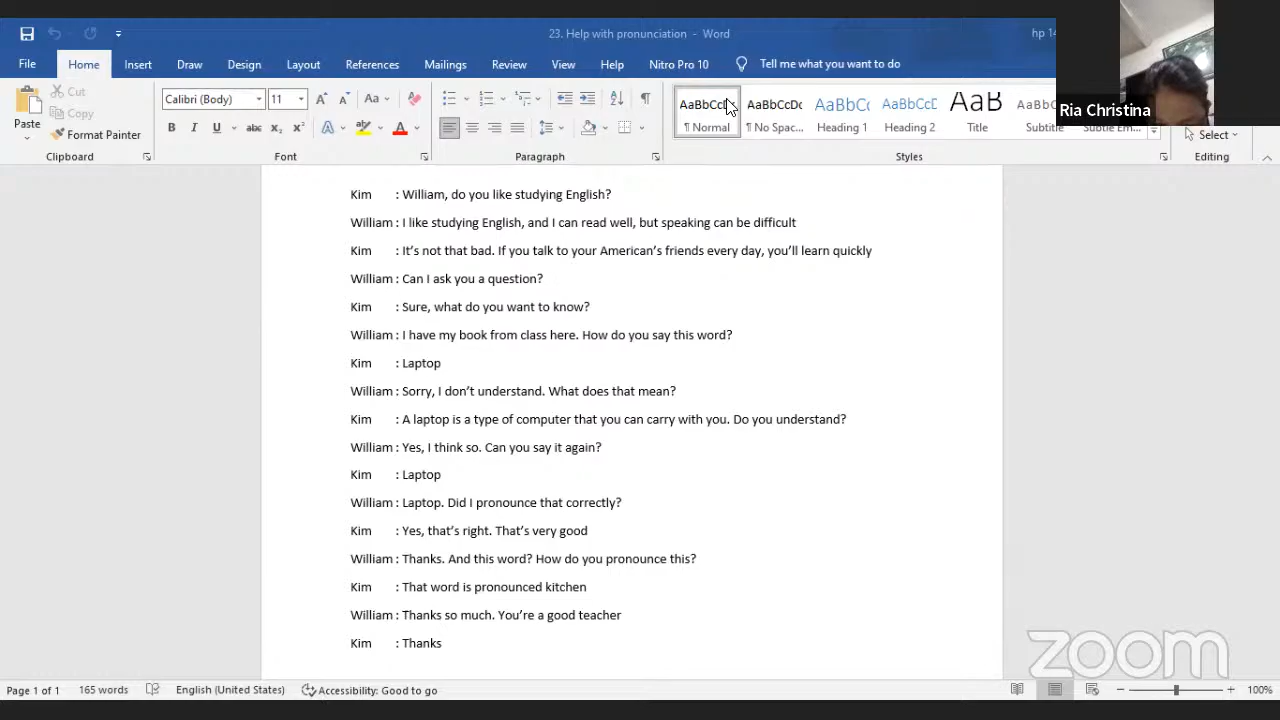 23. Help with pronunciation - Word
hp 14
File Home Insert Draw Design Layout References Mailings Review View Help Nitro Pro 10 Tell me what you want to do
Ria Christina
Paste
Cut
Copy
Format Painter
Clipboard
Calibri (Body) 11
Font
Paragraph
AaBbCcDc AaBbCcDc AaBbCc AaBbCcD AaB
¶ Normal ¶ No Spac... Heading 1 Heading 2 Title Subtitle Subtle Em...
Styles
Select
Editing
Kim : William, do you like studying English?
William : I like studying English, and I can read well, but speaking can be difficult
Kim : It's not that bad. If you talk to your American's friends every day, you'll learn quickly
William : Can I ask you a question?
Kim : Sure, what do you want to know?
William : I have my book from class here. How do you say this word?
Kim : Laptop
William : Sorry, I don't understand. What does that mean?
Kim : A laptop is a type of computer that you can carry with you. Do you understand?
William : Yes, I think so. Can you say it again?
Kim : Laptop
William : Laptop. Did I pronounce that correctly?
Kim : Yes, that's right. That's very good
William : Thanks. And this word? How do you pronounce this?
Kim : That word is pronounced kitchen
William : Thanks so much. You're a good teacher
Kim : Thanks
zoom
Page 1 of 1 165 words English (United States) Accessibility: Good to go 100%